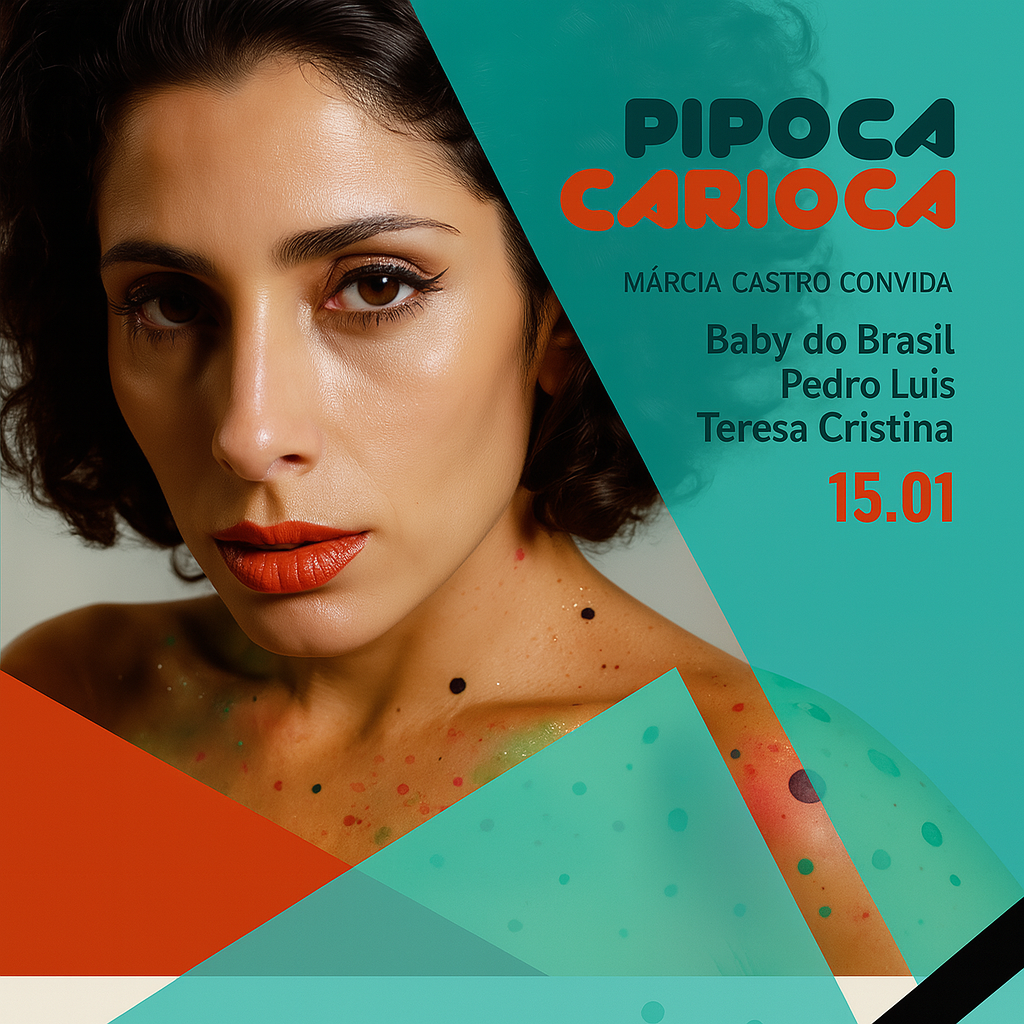 PIPOCA
CARIOCA
MÁRCIA CASTRO CONVIDA
Baby do Brasil
Pedro Luis
Teresa Cristina
15.01